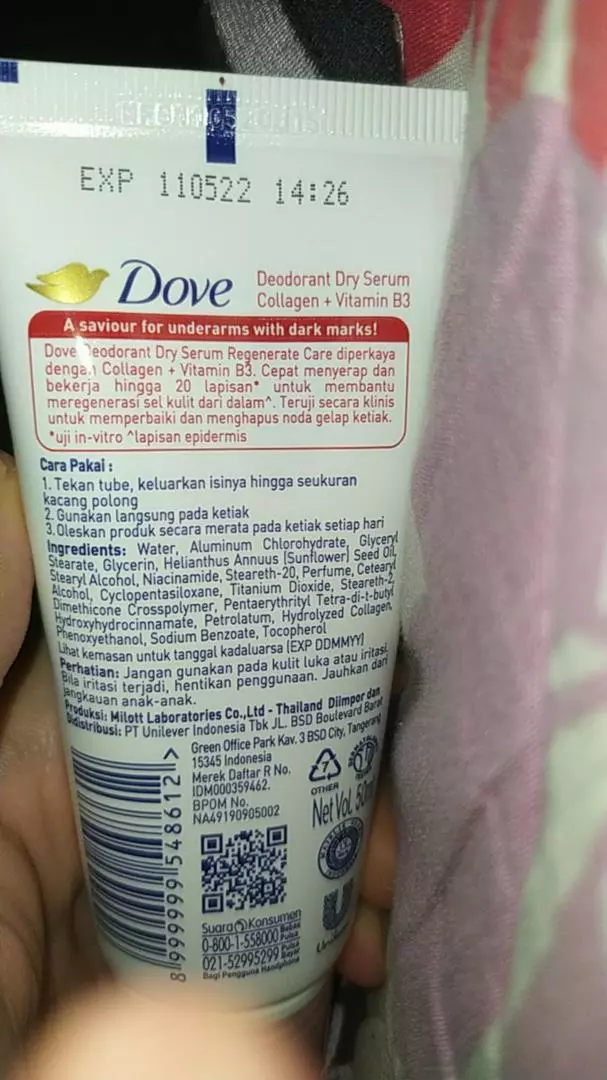 EXP 110522 14:26
Dove
Deodorant Dry Serum
Collagen + Vitamin B3
A saviour for underarms with dark marks!
Dove Deodorant Dry Serum Regenerate Care diperkaya
dengan Collagen + Vitamin B3. Cepat menyerap dan
bekerja hingga 20 lapisan* untuk membantu
meregenerasi sel kulit dari dalam^. Teruji secara klinis
untuk memperbaiki dan menghapus noda gelap ketiak.
*uji in-vitro ^lapisan epidermis
Cara Pakai :
1. Tekan tube, keluarkan isinya hingga seukuran
kacang polong
2. Gunakan langsung pada ketiak
3. Oleskan produk secara merata pada ketiak setiap hari
Ingredients: Water, Aluminum Chlorohydrate, Glyceryl
Stearate, Glycerin, Helianthus Annuus (Sunflower) Seed Oil,
Stearyl Alcohol, Niacinamide, Steareth-20, Perfume, Cetearyl
Alcohol, Cyclopentasiloxane, Titanium Dioxide, Steareth-2,
Dimethicone Crosspolymer, Pentaerythrityl Tetra-di-t-butyl
Hydroxyhydrocinnamate, Petrolatum, Hydrolyzed Collagen,
Phenoxyethanol, Sodium Benzoate, Tocopherol
Lihat kemasan untuk tanggal kadaluarsa (EXP DDMMYY)
Perhatian: Jangan gunakan pada kulit luka atau iritasi.
Bila iritasi terjadi, hentikan penggunaan. Jauhkan dari
jangkauan anak-anak.
Produksi: Milott Laboratories Co.,Ltd - Thailand Diimpor dan
Didistribusi: PT Unilever Indonesia Tbk JL. BSD Boulevard Barat
Green Office Park Kav. 3 BSD City, Tangerang
15345 Indonesia
Merek Daftar R No.
IDM000359462.
BPOM No.
NA49190905002
OTHER
Net Vol. 50ml
8 999999 548612 >
Suara Konsumen
0-800-1-558000 Bebas Pulsa
021-52995299 Pulsa Bayar
Bagi Pengguna Handphone